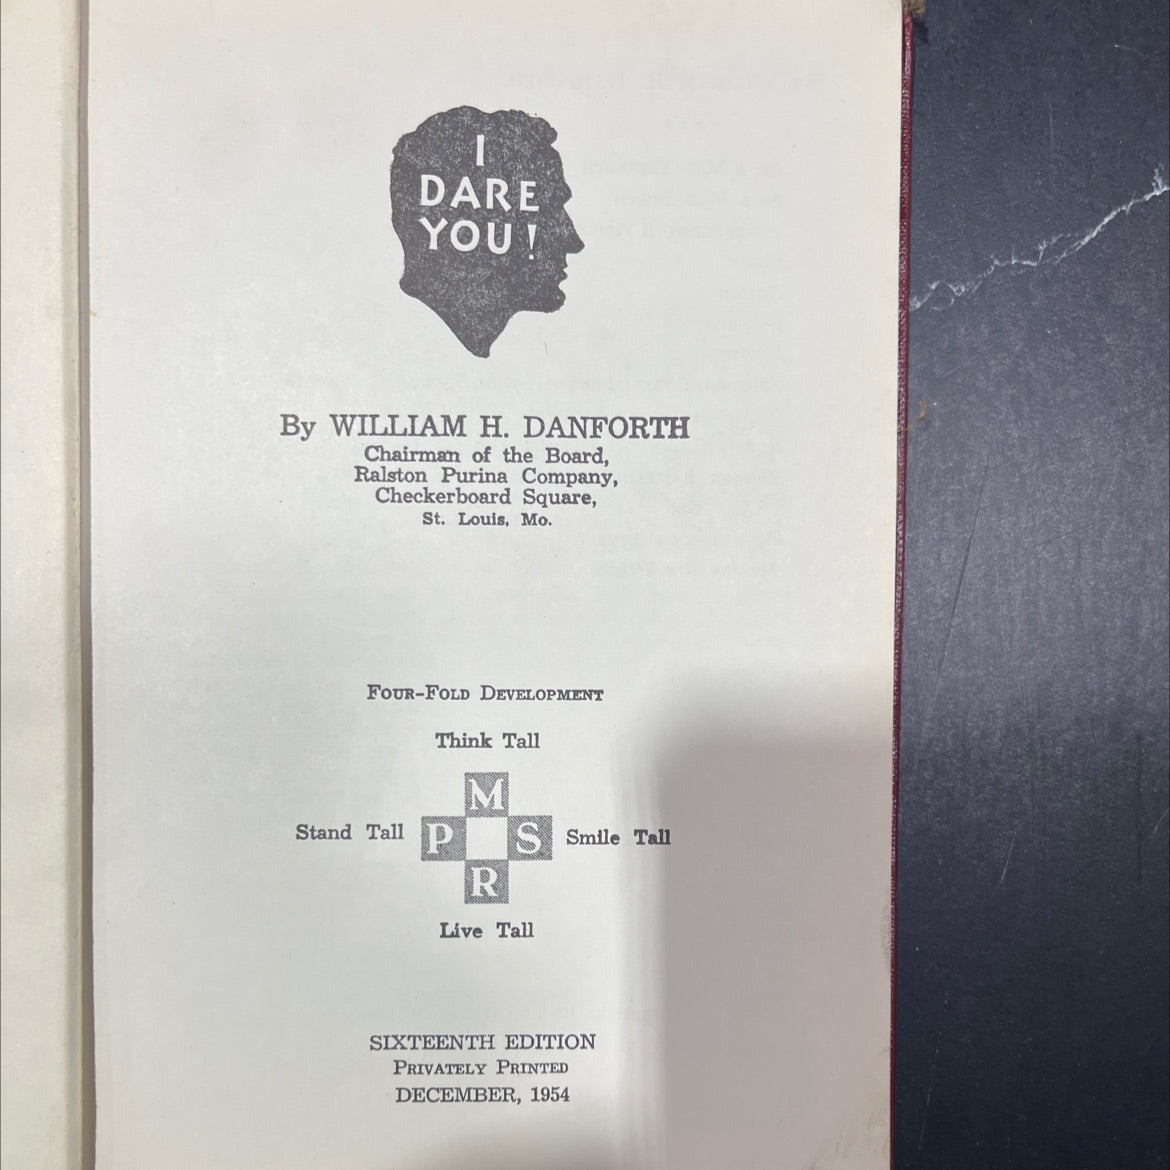 I
DARE
YOU!
By WILLIAM H. DANFORTH
Chairman of the Board,
Ralston Purina Company,
Checkerboard Square,
St. Louis, Mo.
FOUR-FOLD DEVELOPMENT
Think Tall
M
Stand Tall P S Smile Tall
R
Live Tall
SIXTEENTH EDITION
PRIVATELY PRINTED
DECEMBER, 1954